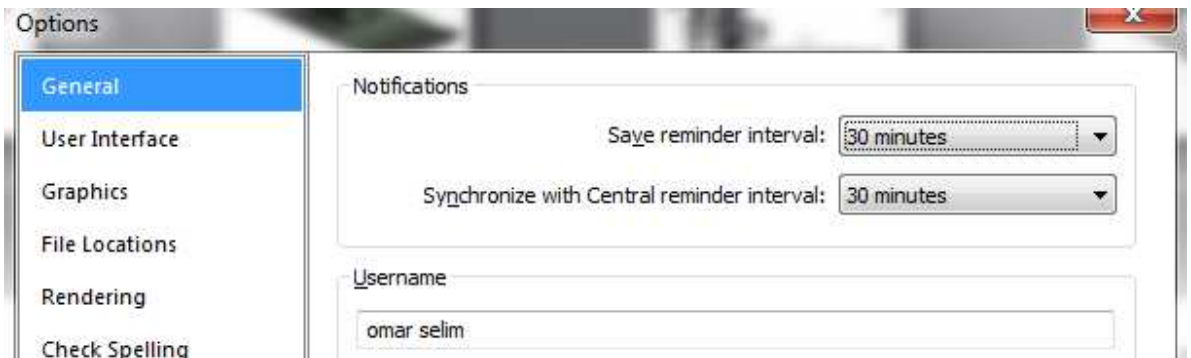 Options
General
User Interface
Graphics
File Locations
Rendering
Check Spelling
Notifications
Save reminder interval: 30 minutes
Synchronize with Central reminder interval: 30 minutes
Username
omar selim